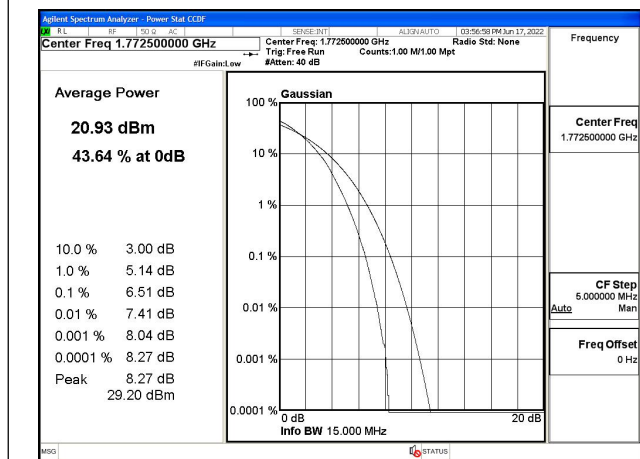 Agilent Spectrum Analyzer - Power Stat CCDF
RL RF 50 Ω AC SENSE:INT ALIGN AUTO 03:56:58 PM Jun 17, 2022
Center Freq 1.772500000 GHz
Center Freq: 1.772500000 GHz Radio Std: None
Trig: Free Run Counts:1.00 M/1.00 Mpt
#IFGain:Low #Atten: 40 dB
Frequency
Average Power
20.93 dBm
43.64 % at 0dB
10.0 % 3.00 dB
1.0 % 5.14 dB
0.1 % 6.51 dB
0.01 % 7.41 dB
0.001 % 8.04 dB
0.0001 % 8.27 dB
Peak 8.27 dB
29.20 dBm
Gaussian
100 %
10 %
1 %
0.1 %
0.01 %
0.001 %
0.0001 %
0 dB 20 dB
Info BW 15.000 MHz
Center Freq
1.772500000 GHz
CF Step
5.000000 MHz
Auto Man
Freq Offset
0 Hz
MSG STATUS